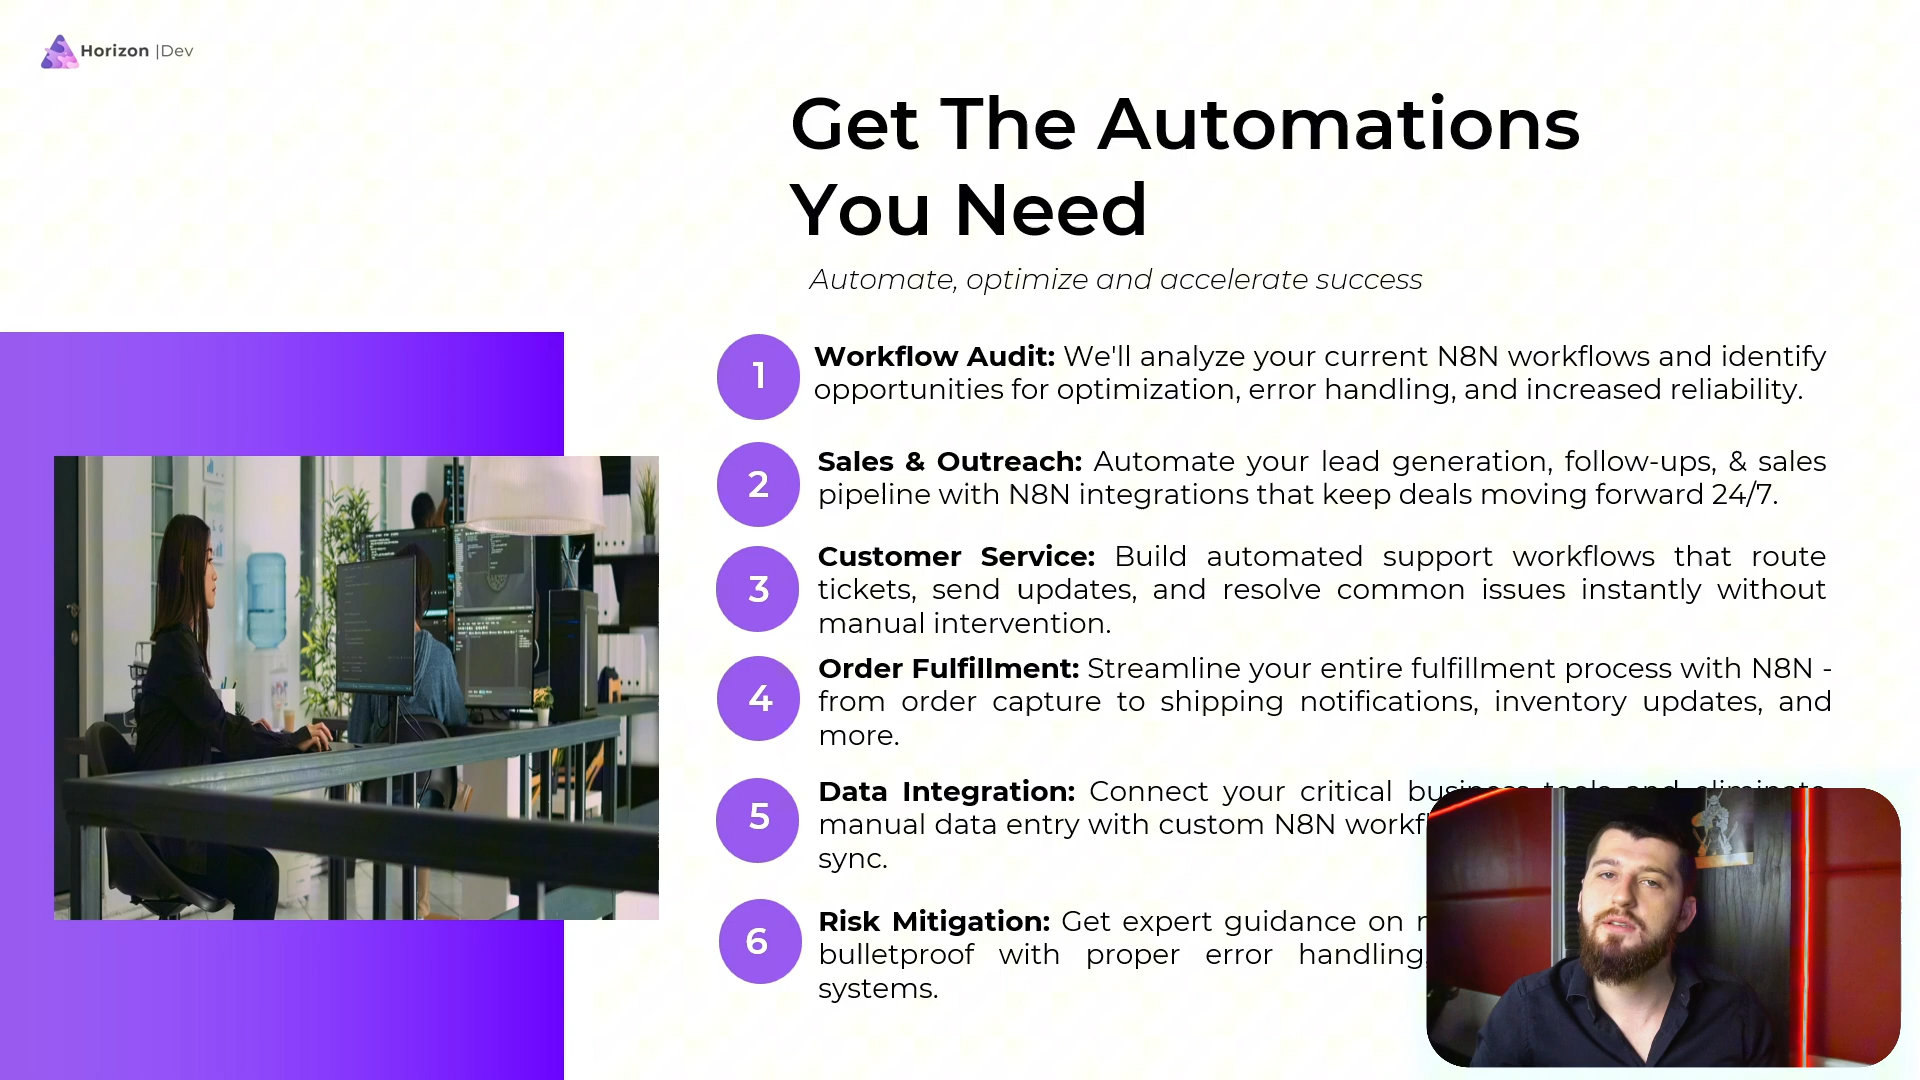 Horizon |Dev
Get The Automations
You Need
Automate, optimize and accelerate success
1
Workflow Audit: We'll analyze your current N8N workflows and identify
opportunities for optimization, error handling, and increased reliability.
2
Sales & Outreach: Automate your lead generation, follow-ups, & sales
pipeline with N8N integrations that keep deals moving forward 24/7.
3
Customer Service: Build automated support workflows that route
tickets, send updates, and resolve common issues instantly without
manual intervention.
4
Order Fulfillment: Streamline your entire fulfillment process with N8N -
from order capture to shipping notifications, inventory updates, and
more.
5
Data Integration: Connect your critical business tools and eliminate
manual data entry with custom N8N
sync.
6
Risk Mitigation: Get expert guidance on
bulletproof with proper error handling,
systems.